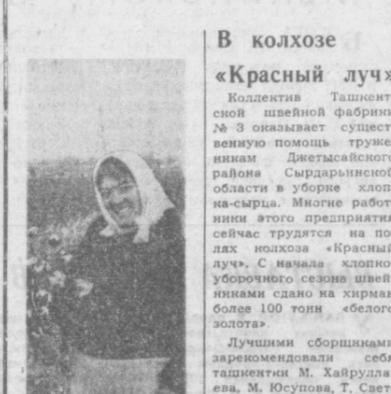 В колхозе
«Красный луч»
Коллектив Ташкент
ской швейной фабрики
№ 3 оказывает сущест
венную помощь труже
никам Джетысайского
района Сырдарьинской
области в уборке хлоп
ка-сырца. Многие работ
ники этого предприятия
сейчас трудятся на по
лях колхоза «Красный
луч». С начала хлопко
уборочного сезона швей
никами сдано на хирман
более 100 тонн «белого
золота».
Лучшими сборщиками
зарекомендовали себя
ташкентки М. Хайрулла
ева, М. Юсупова, Т. Свет